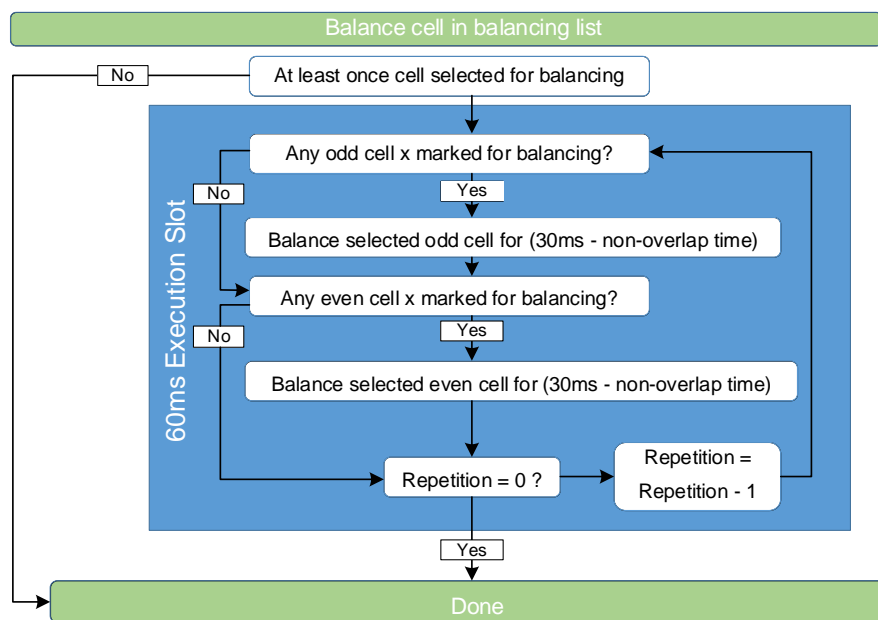 Balance cell in balancing list
No
At least once cell selected for balancing
Any odd cell x marked for balancing?
No
Yes
60ms Execution Slot
Balance selected odd cell for (30ms - non-overlap time)
Any even cell x marked for balancing?
No
Yes
Balance selected even cell for (30ms - non-overlap time)
Repetition = 0 ?
Repetition =
Repetition - 1
Yes
Done